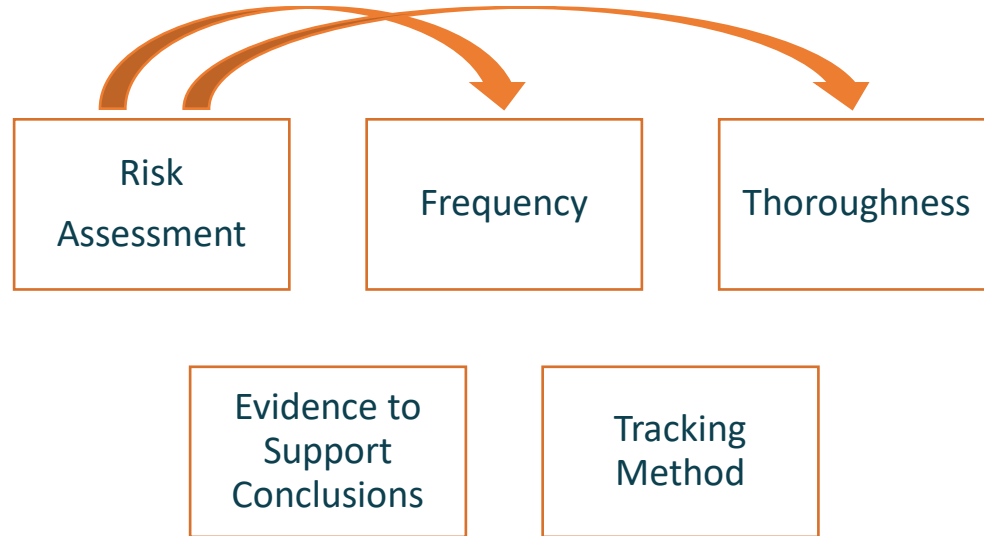 Risk
Assessment
Frequency
Thoroughness
Evidence to
Support
Conclusions
Tracking
Method